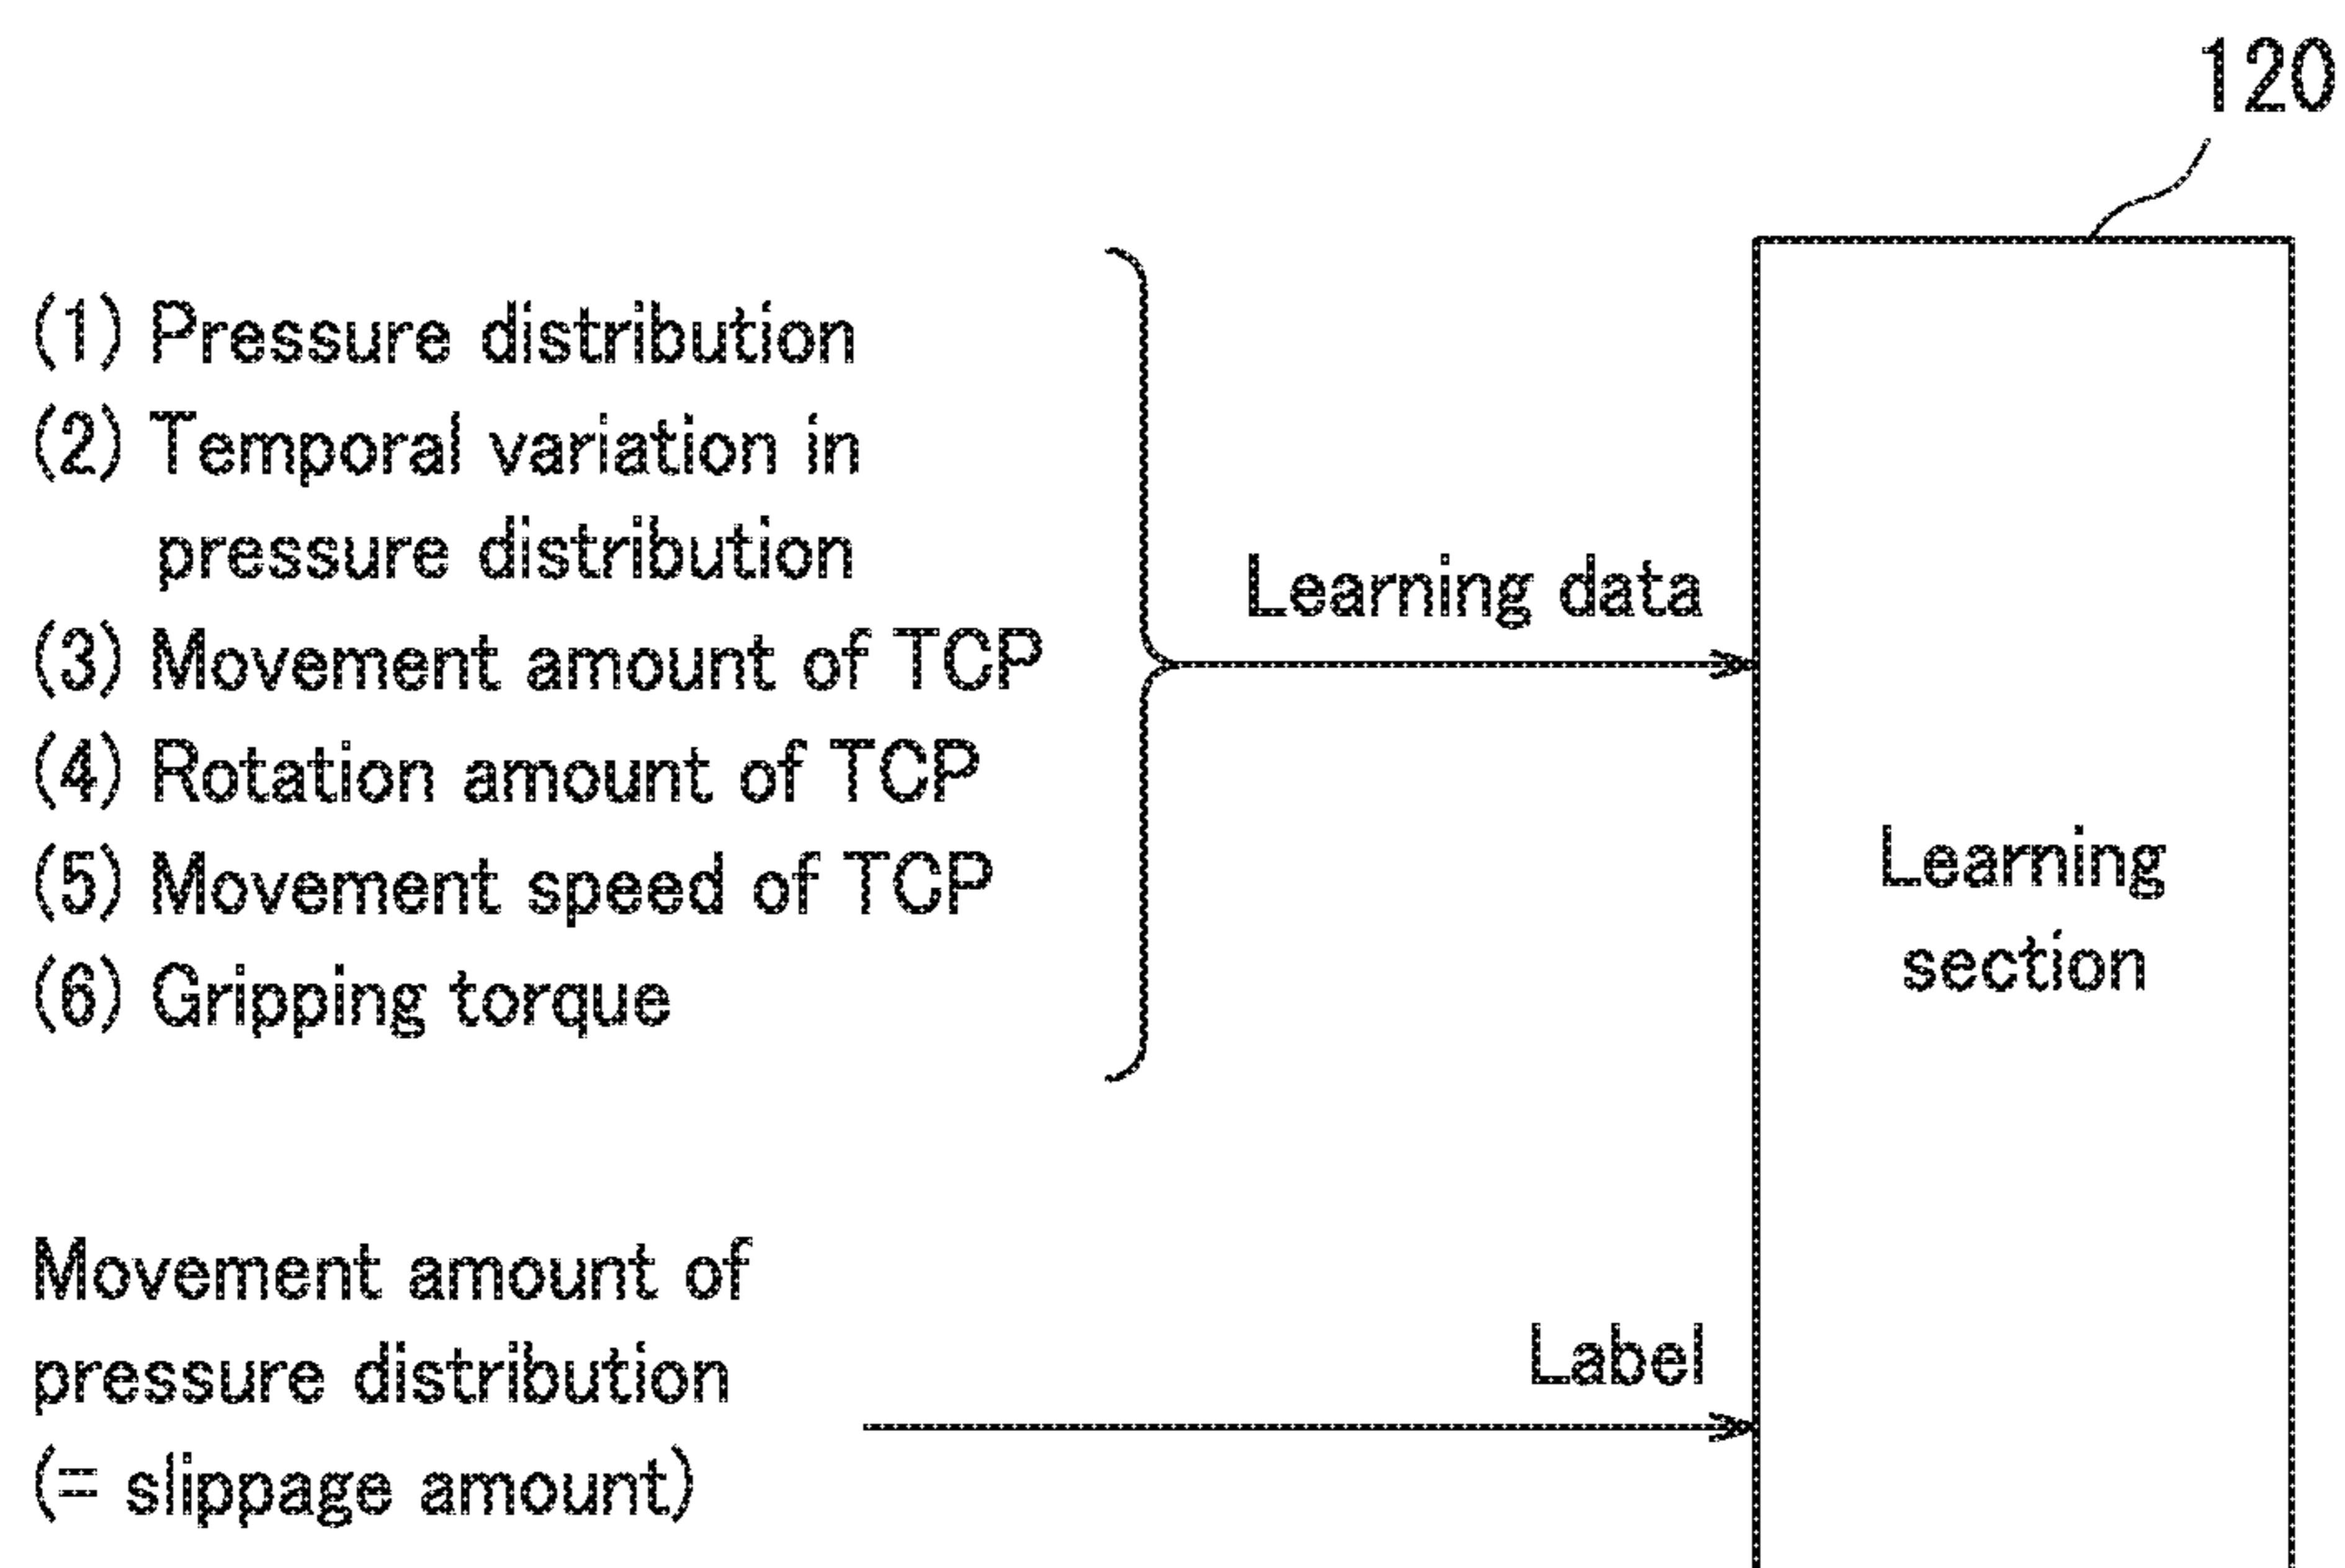 120
(1) Pressure distribution
(2) Temporal variation in
pressure distribution
(3) Movement amount of TCP
(4) Rotation amount of TCP
(5) Movement speed of TCP
(6) Gripping torque
Learning data
Learning
section
Movement amount of
pressure distribution
(= slippage amount)
Label